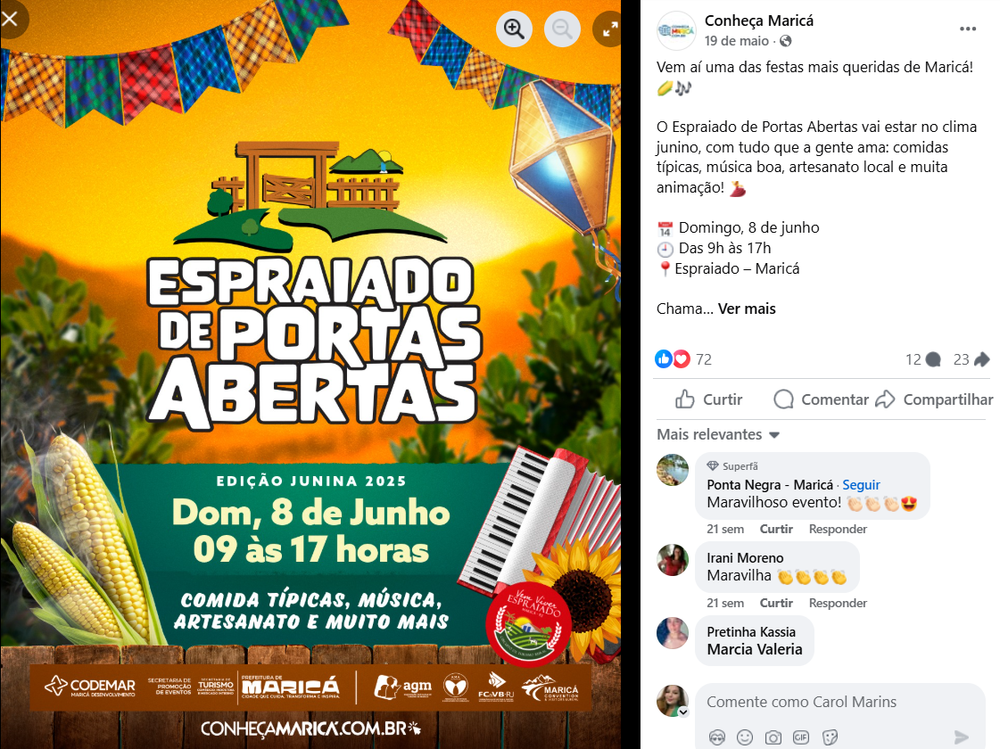 ESPRAIADO
DE PORTAS
ABERTAS
EDIÇÃO JUNINA 2025
Dom, 8 de Junho
09 às 17 horas
COMIDA TÍPICAS, MÚSICA,
ARTESANATO E MUITO MAIS
Vem Viver
ESPRAIADO
CODEMAR
MARICÁ DESENVOLVIMENTO
SECRETARIA DE
PROMOÇÃO
DE EVENTOS
SECRETARIA DE
TURISMO
PREFEITURA DE
MARICÁ
CIDADE QUE CUIDA, TRANSFORMA E INSPIRA.
agm
FC&VB-RJ
MARICÁ
CONVENTION
& VISITORS BUREAU
CONHEÇAMARICÁ.COM.BR
Conheça Maricá
19 de maio ·
Vem aí uma das festas mais queridas de Maricá!
O Espraiado de Portas Abertas vai estar no clima
junino, com tudo que a gente ama: comidas
típicas, música boa, artesanato local e muita
animação!
Domingo, 8 de junho
Das 9h às 17h
Espraiado – Maricá
Chama... Ver mais
72
12
23
Curtir
Comentar
Compartilhar
Mais relevantes
Superfã
Ponta Negra - Maricá · Seguir
Maravilhoso evento!
21 sem Curtir Responder
Irani Moreno
Maravilha
21 sem Curtir Responder
Pretinha Kassia
Marcia Valeria
Comente como Carol Marins
GIF